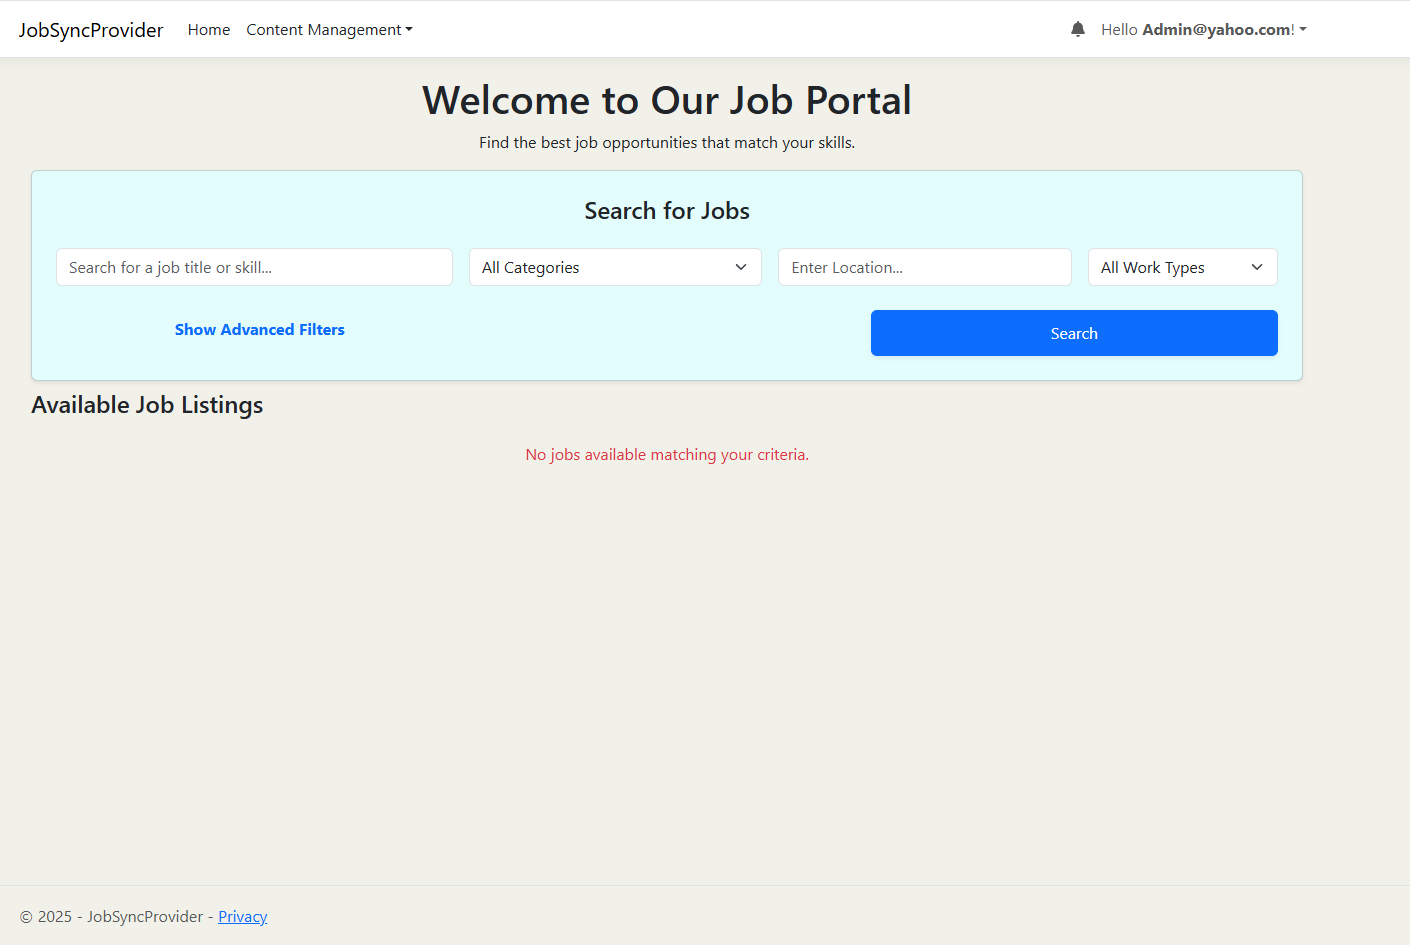 JobSyncProvider Home Content Management Hello Admin@yahoo.com!
Welcome to Our Job Portal
Find the best job opportunities that match your skills.
Search for Jobs
Search for a job title or skill... All Categories Enter Location... All Work Types
Show Advanced Filters Search
Available Job Listings
No jobs available matching your criteria.
© 2025 - JobSyncProvider - Privacy